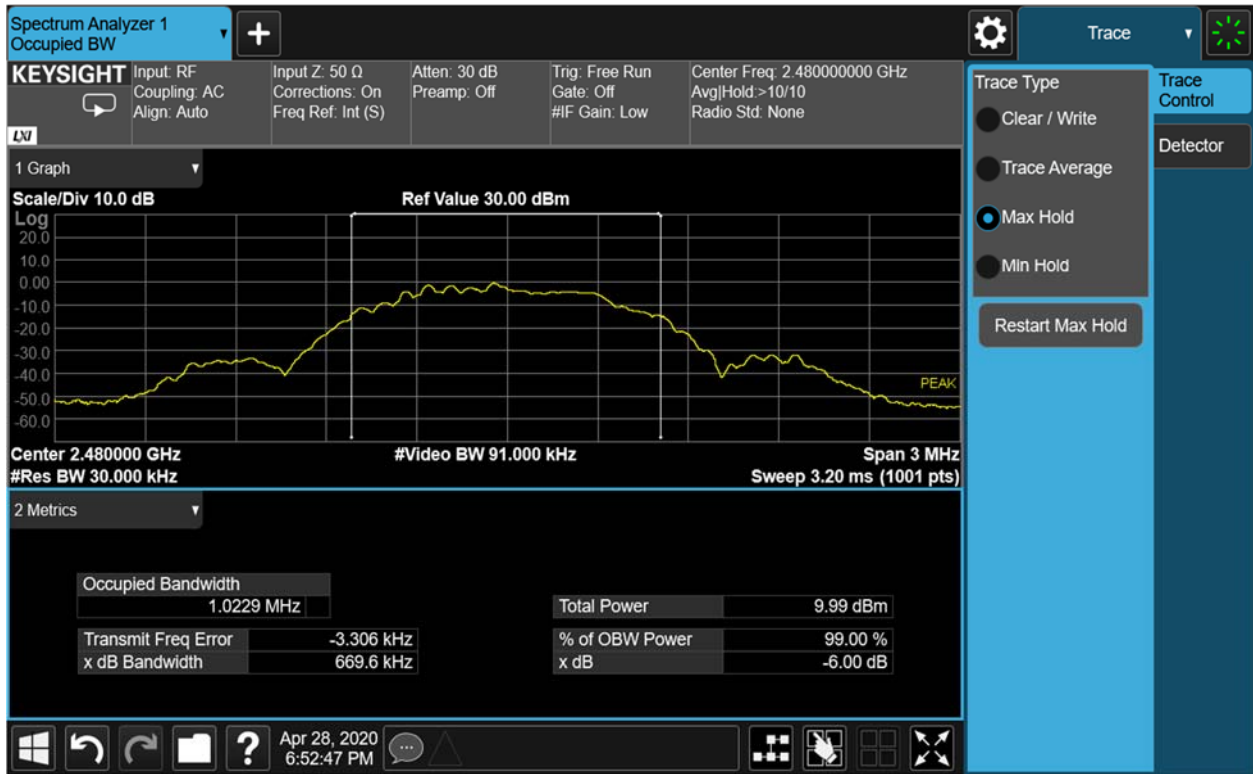 Spectrum Analyzer 1
Occupied BW
+
Trace
KEYSIGHT
LXI
Input: RF
Coupling: AC
Align: Auto
Input Z: 50 Ω
Corrections: On
Freq Ref: Int (S)
Atten: 30 dB
Preamp: Off
Trig: Free Run
Gate: Off
#IF Gain: Low
Center Freq: 2.480000000 GHz
Avg|Hold:>10/10
Radio Std: None
Trace Type
Clear / Write
Trace Average
Max Hold
Min Hold
Restart Max Hold
Trace
Control
Detector
1 Graph
Scale/Div 10.0 dB
Ref Value 30.00 dBm
Log
20.0
10.0
0.00
-10.0
-20.0
-30.0
-40.0
-50.0
-60.0
PEAK
Center 2.480000 GHz
#Video BW 91.000 kHz
Span 3 MHz
#Res BW 30.000 kHz
Sweep 3.20 ms (1001 pts)
2 Metrics
Occupied Bandwidth
1.0229 MHz
Total Power 9.99 dBm
Transmit Freq Error -3.306 kHz
% of OBW Power 99.00 %
x dB Bandwidth 669.6 kHz
x dB -6.00 dB
?
Apr 28, 2020
6:52:47 PM